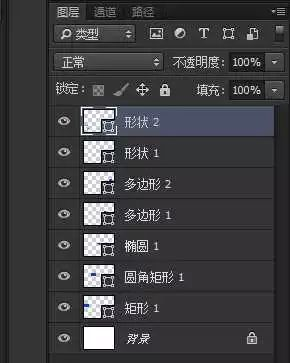 图层 通道 路径
类型
正常 不透明度: 100%
锁定: 填充: 100%
形状 2
形状 1
多边形 2
多边形 1
椭圆 1
圆角矩形 1
矩形 1
背景